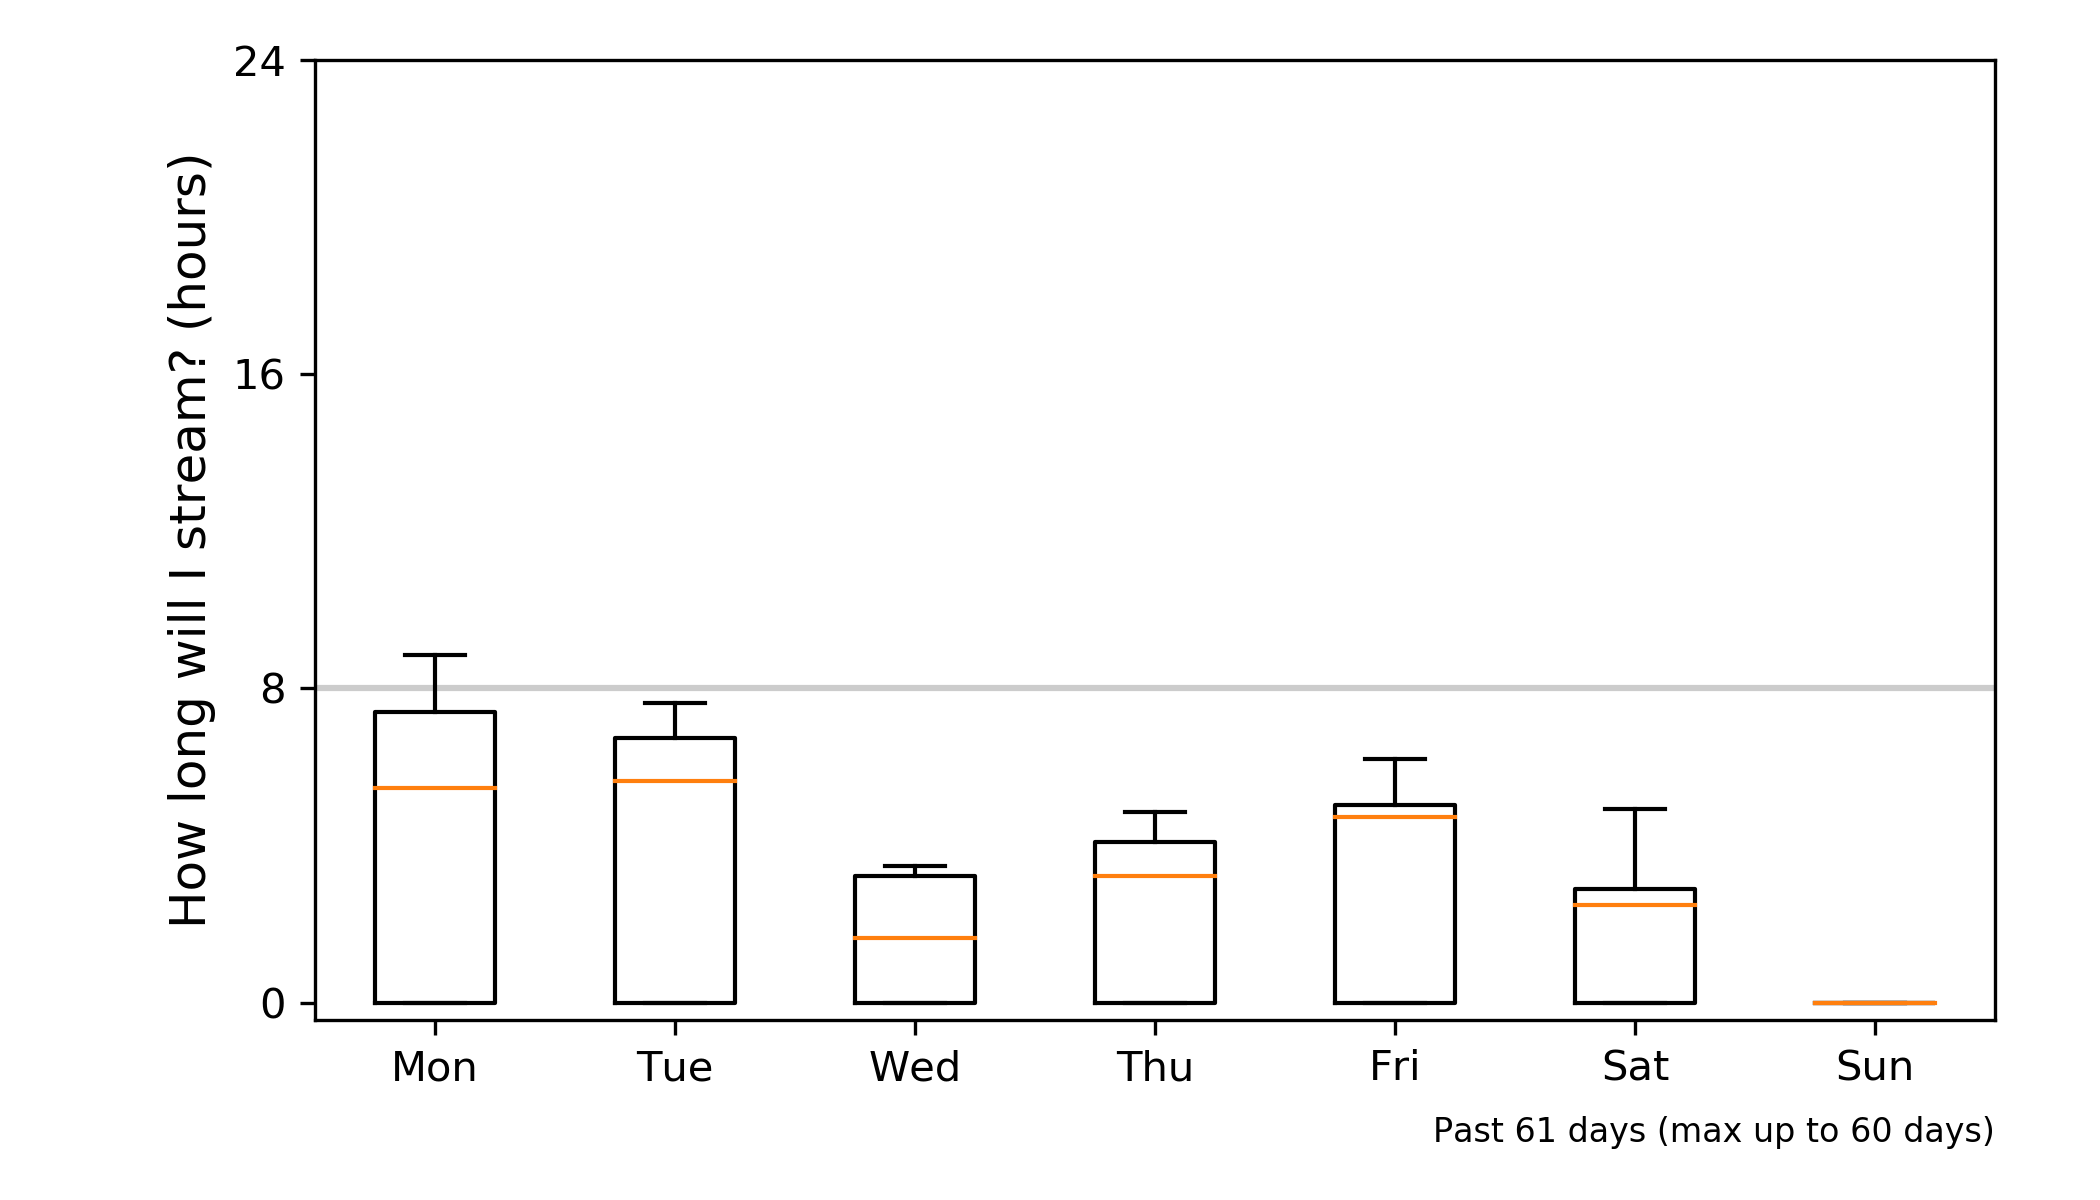 How long will I stream? (hours)
24
16
8
0
Mon Tue Wed Thu Fri Sat Sun
Past 61 days (max up to 60 days)